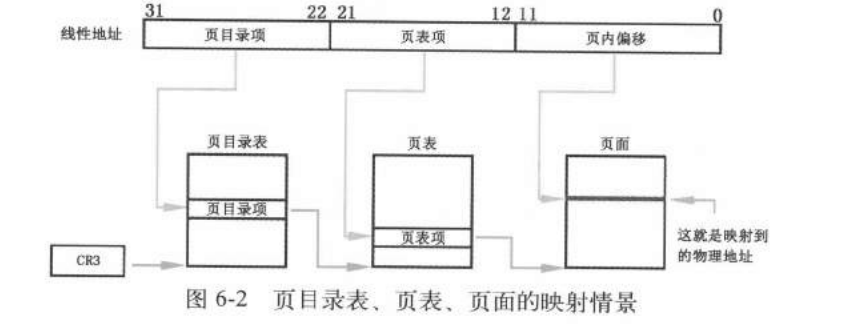 31 22 21 12 11 0
线性地址 页目录项 页表项 页内偏移
页目录表 页表 页面
页目录项
页表项
这就是映射到
的物理地址
CR3
图 6-2 页目录表、页表、页面的映射情景